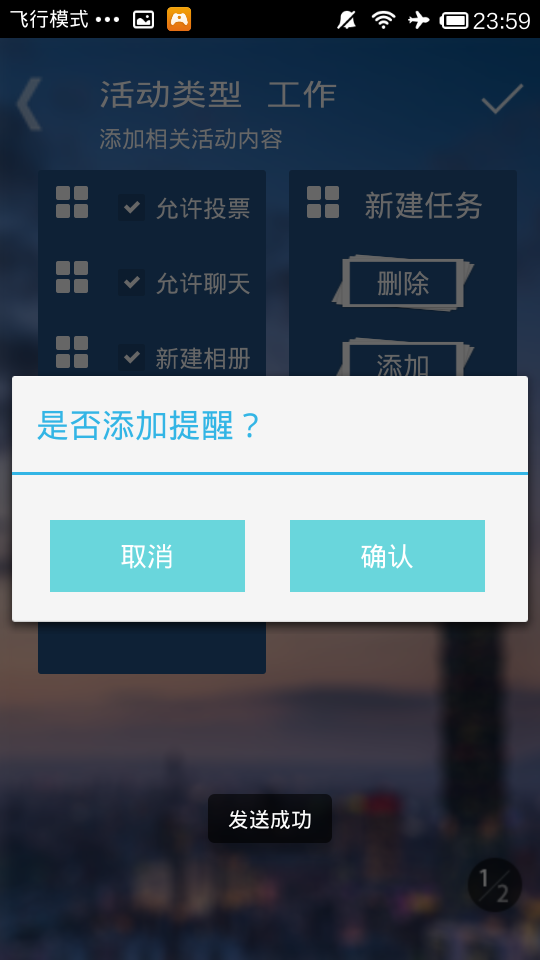 飞行模式 ••• 23:59
活动类型 工作
添加相关活动内容
允许投票
允许聊天
新建相册
新建任务
删除
添加
是否添加提醒？
取消 确认
发送成功
1/2